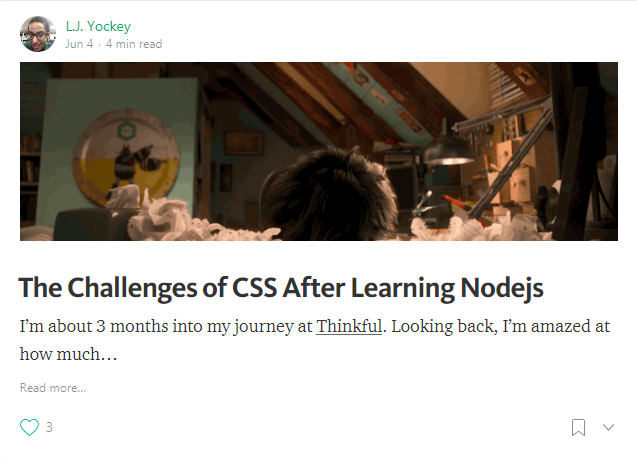 L.J. Yockey
Jun 4 · 4 min read
The Challenges of CSS After Learning Nodejs
I’m about 3 months into my journey at Thinkful. Looking back, I’m amazed at
how much…
Read more...
3